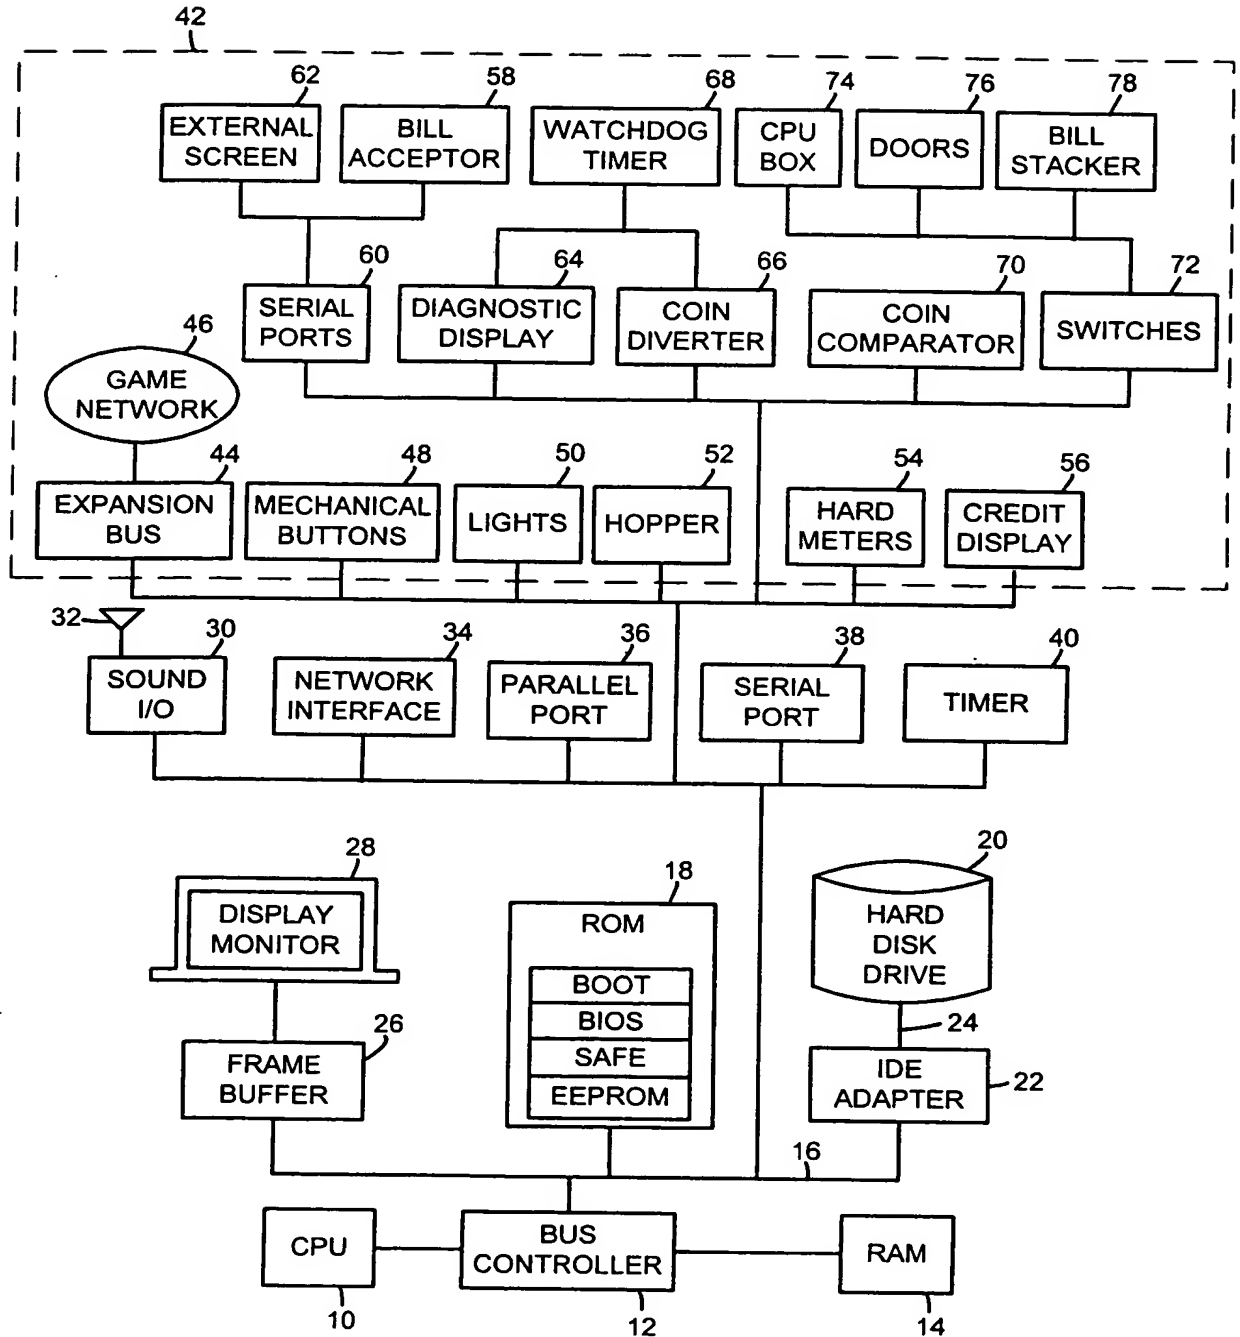 42
62
58
68
74
76
78
EXTERNAL
SCREEN
BILL
ACCEPTOR
WATCHDOG
TIMER
CPU
BOX
DOORS
BILL
STACKER
60
64
66
70
72
SERIAL
PORTS
DIAGNOSTIC
DISPLAY
COIN
DIVERTER
COIN
COMPARATOR
SWITCHES
46
GAME
NETWORK
44
48
50
52
54
56
EXPANSION
BUS
MECHANICAL
BUTTONS
LIGHTS
HOPPER
HARD
METERS
CREDIT
DISPLAY
32
30
34
36
38
40
SOUND
I/O
NETWORK
INTERFACE
PARALLEL
PORT
SERIAL
PORT
TIMER
28
18
20
DISPLAY
MONITOR
ROM
BOOT
BIOS
SAFE
EEPROM
HARD
DISK
DRIVE
24
26
FRAME
BUFFER
IDE
ADAPTER
22
16
CPU
BUS
CONTROLLER
RAM
10
12
14